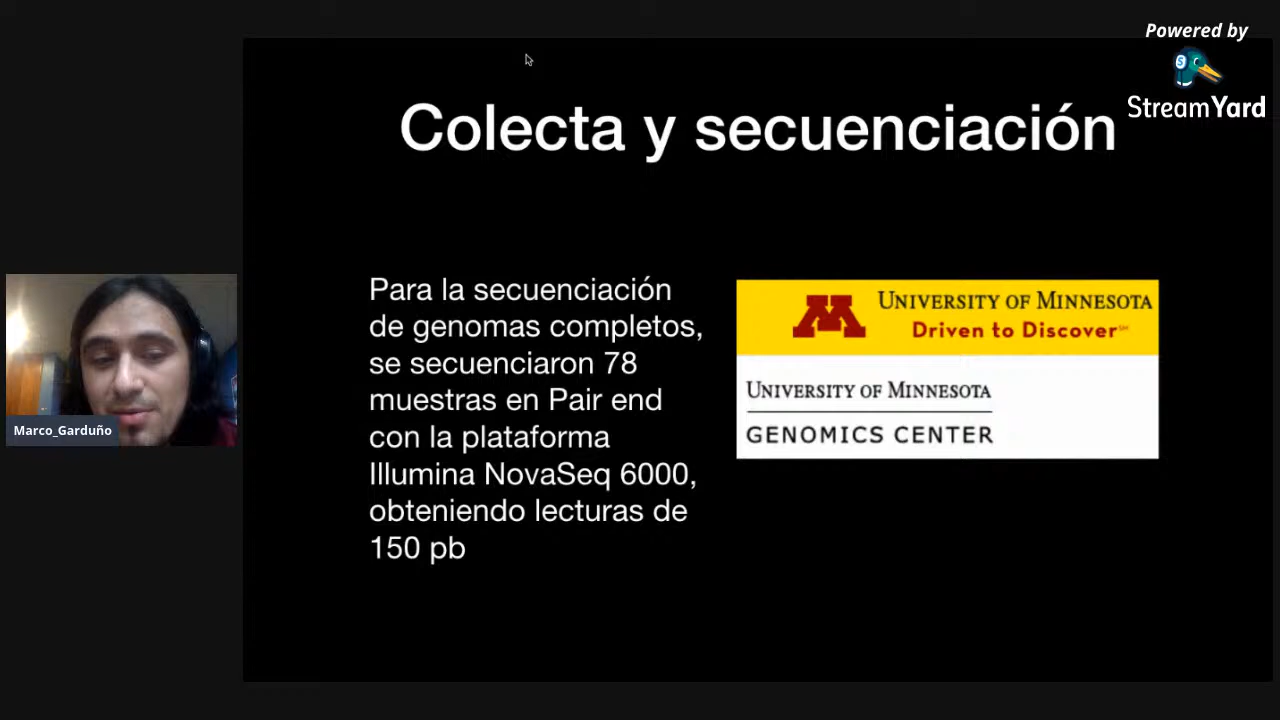 Powered by
StreamYard
Colecta y secuenciación
Para la secuenciación
de genomas completos,
se secuenciaron 78
muestras en Pair end
con la plataforma
Illumina NovaSeq 6000,
obteniendo lecturas de
150 pb
M
UNIVERSITY OF MINNESOTA
Driven to Discover℠
UNIVERSITY OF MINNESOTA
GENOMICS CENTER
Marco_Garduño